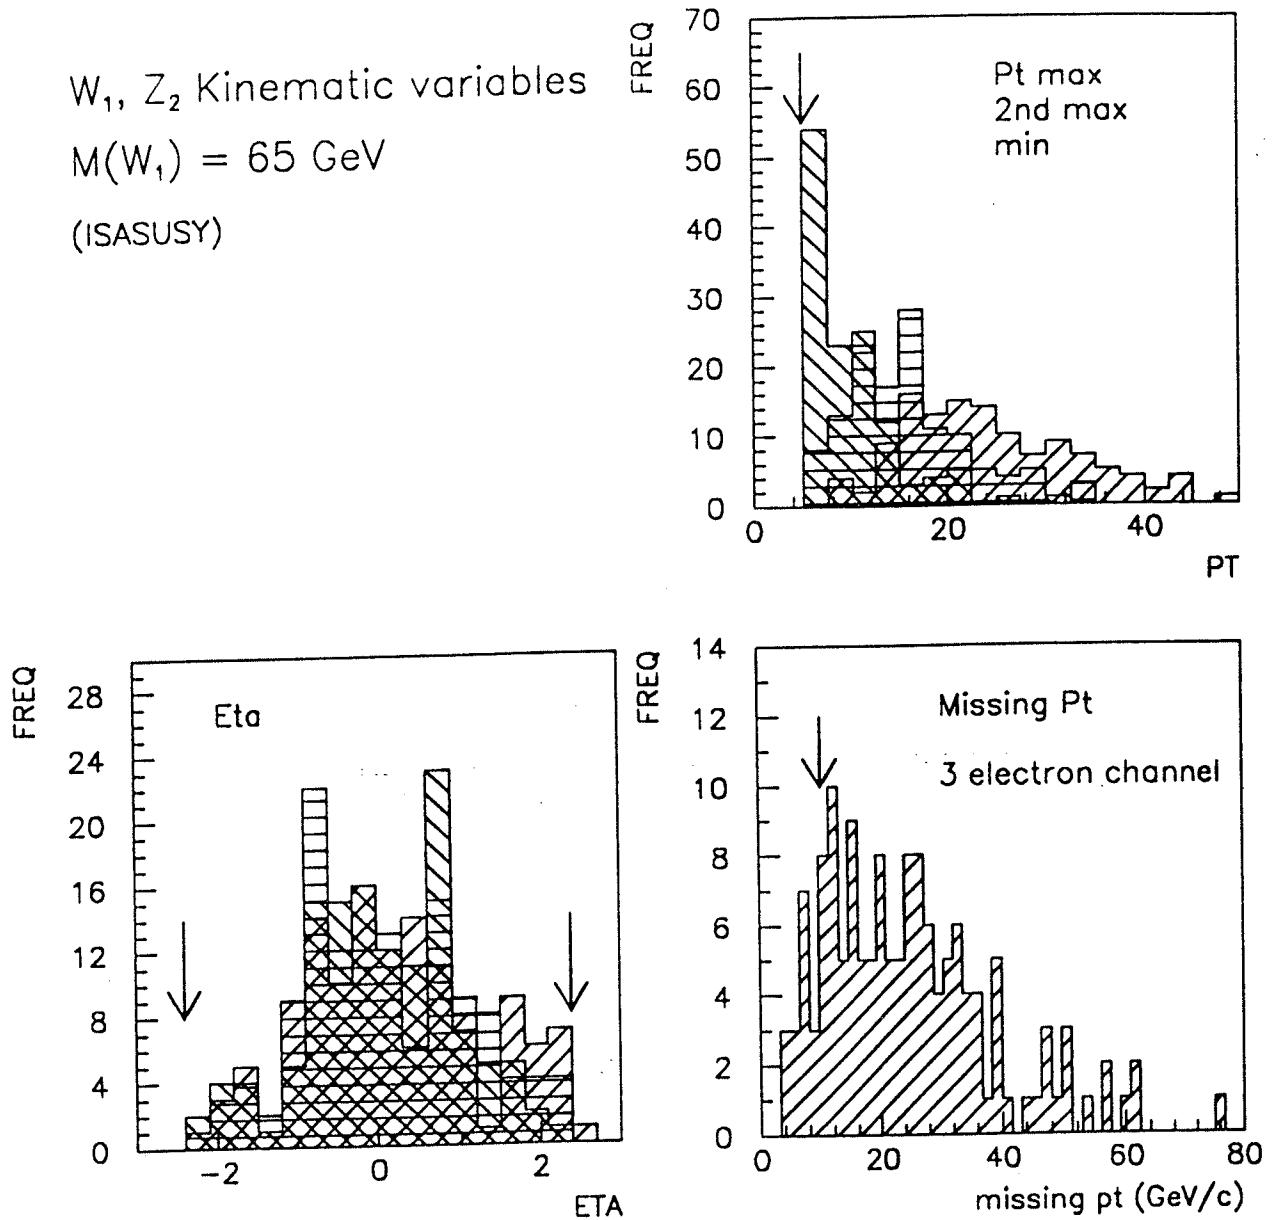 W₁, Z₂ Kinematic variables
M(W₁) = 65 GeV
(ISASUSY)
FREQ
70
60
50
40
30
20
10
0
Pt max
2nd max
min
0 20 40
PT
FREQ
28
24
20
16
12
8
4
0
Eta
−2 0 2
ETA
FREQ
14
12
10
8
6
4
2
0
Missing Pt
3 electron channel
0 20 40 60 80
missing pt (GeV/c)